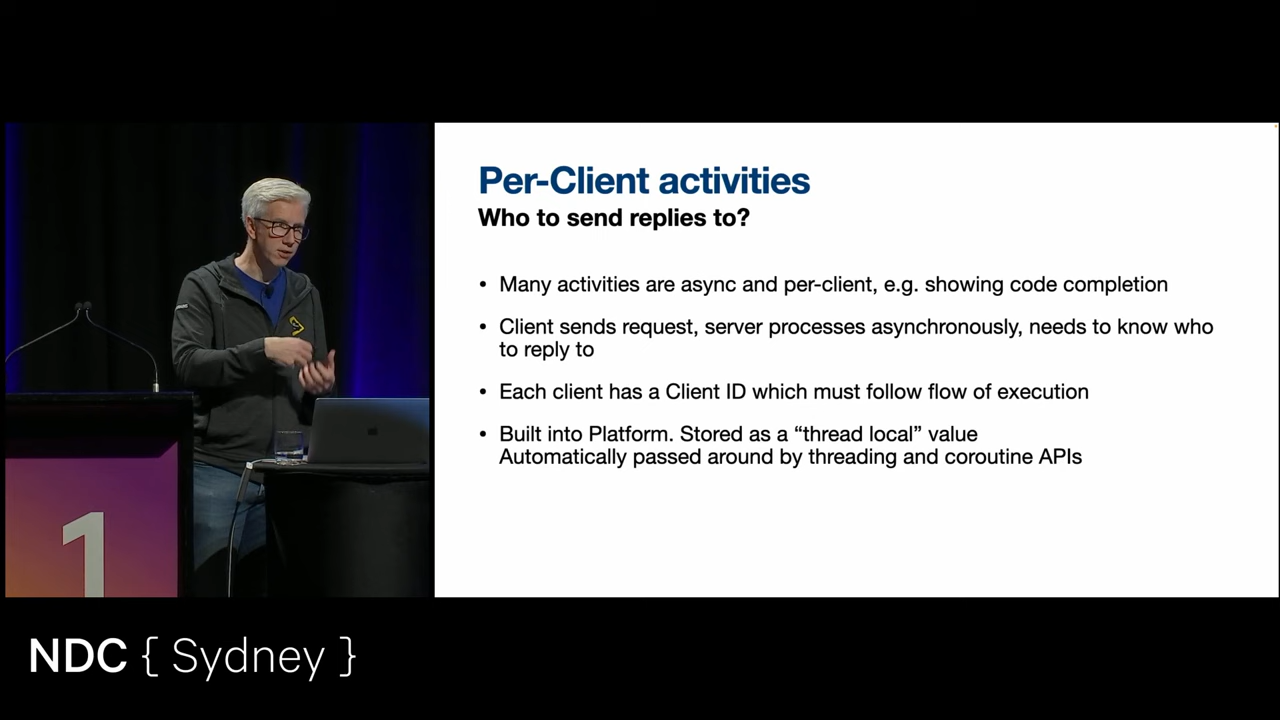 Per-Client activities
Who to send replies to?
• Many activities are async and per-client, e.g. showing code completion
• Client sends request, server processes asynchronously, needs to know who
to reply to
• Each client has a Client ID which must follow flow of execution
• Built into Platform. Stored as a “thread local” value
Automatically passed around by threading and coroutine APIs
1
NDC { Sydney }